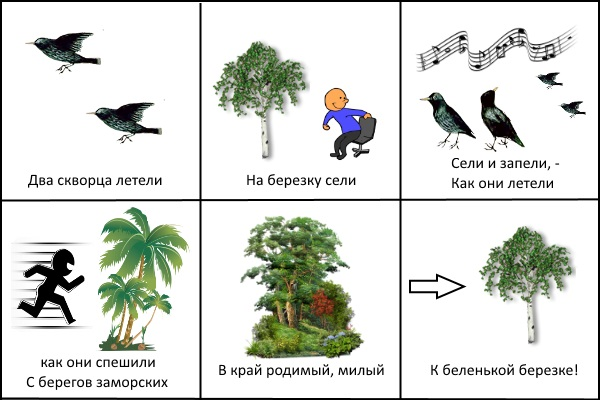 Два скворца летели
На березку сели
Сели и запели, -
Как они летели
как они спешили
С берегов заморских
В край родимый, милый
К беленькой березке!